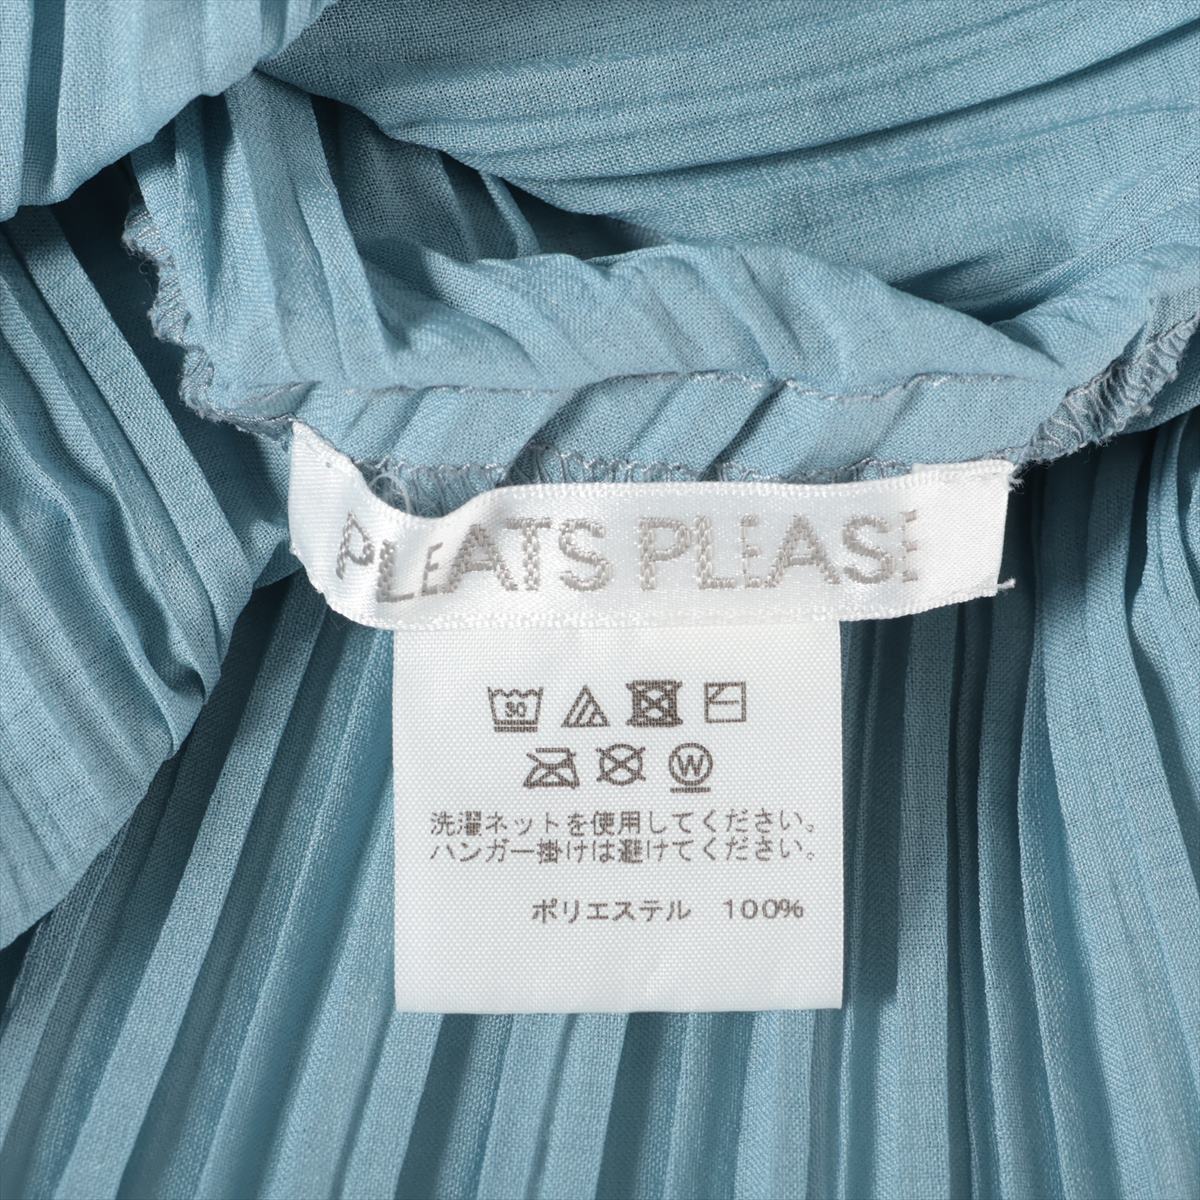 PLEATS PLEASE
30
W
洗濯ネットを使用してください。
ハンガー掛けは避けてください。
ポリエステル 100%